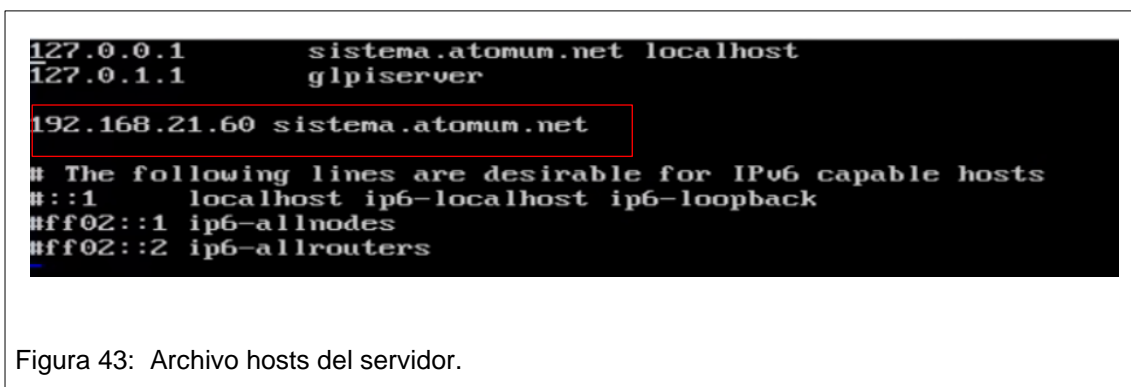 127.0.0.1 sistema.atomum.net localhost
127.0.1.1 glpiserver
192.168.21.60 sistema.atomum.net
# The following lines are desirable for IPv6 capable hosts
#::1 localhost ip6-localhost ip6-loopback
#ff02::1 ip6-allnodes
#ff02::2 ip6-allrouters
Figura 43: Archivo hosts del servidor.